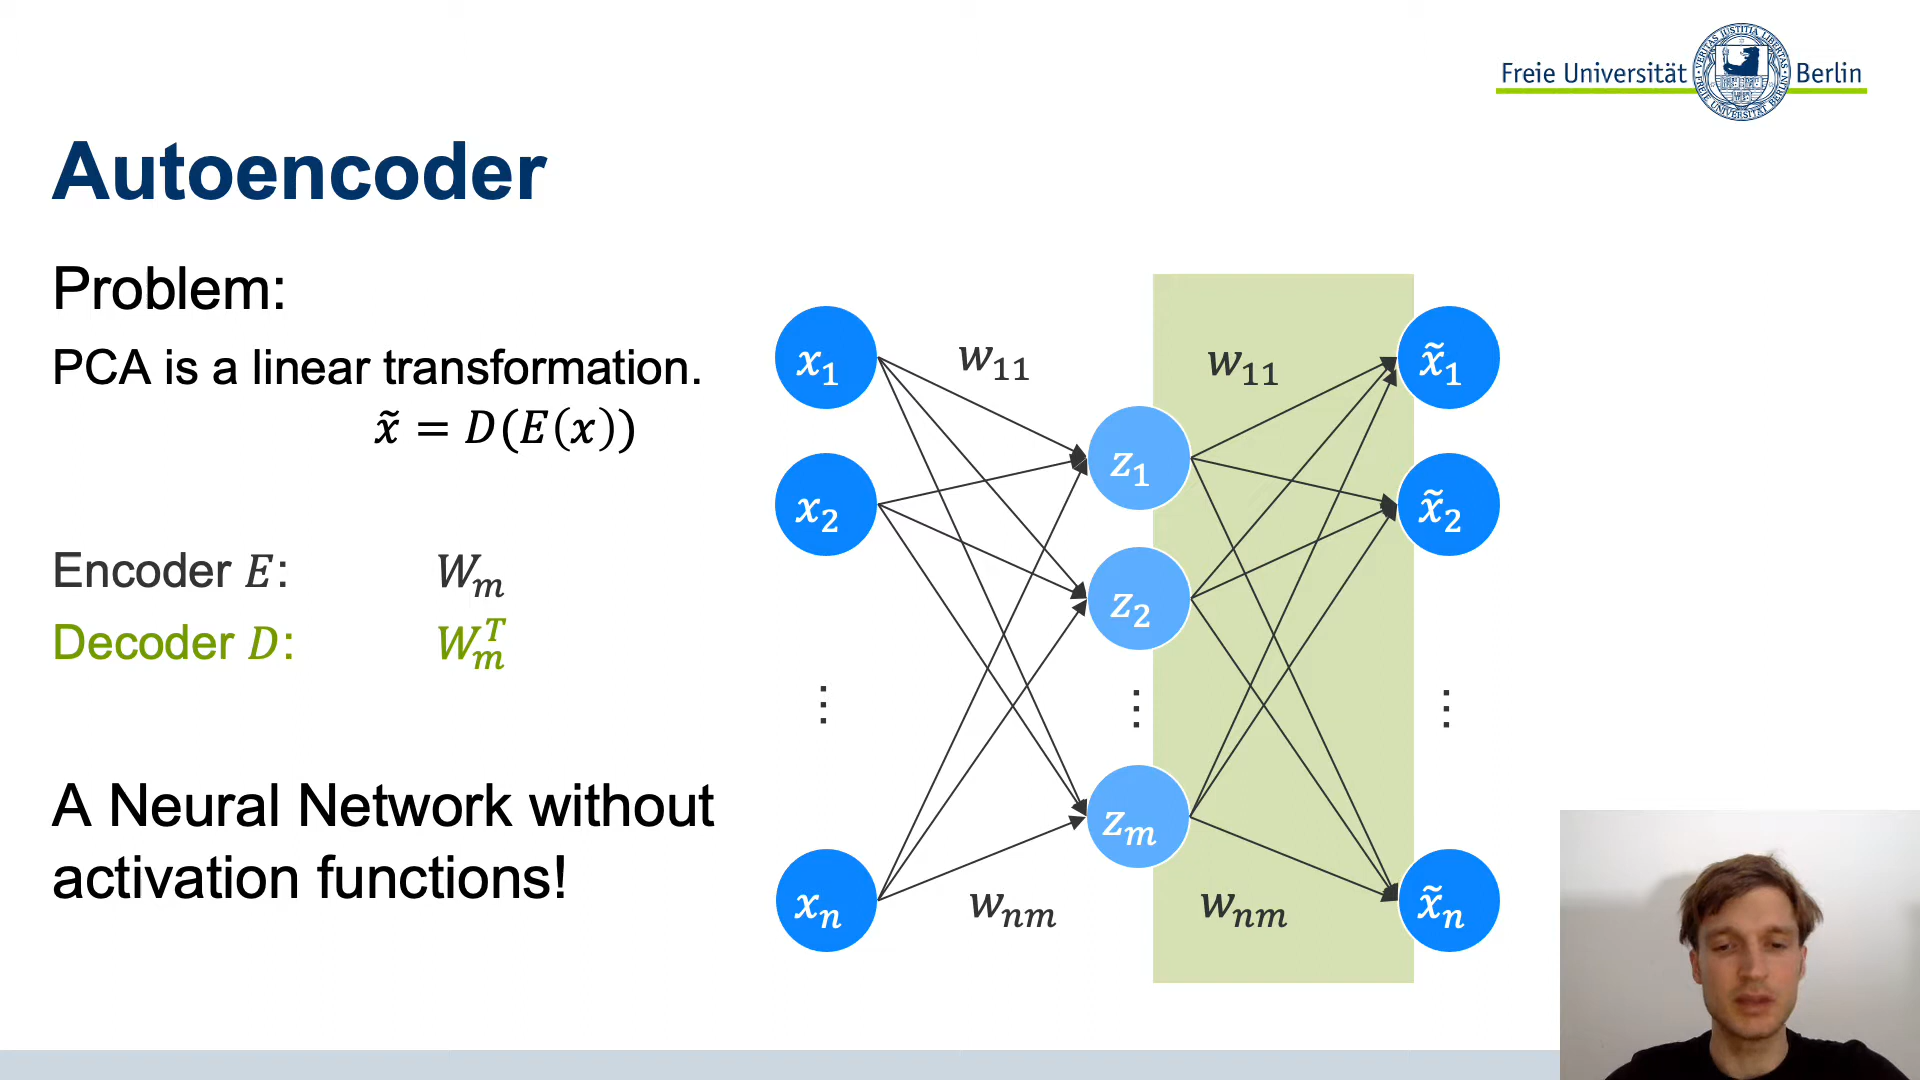 Freie Universität Berlin
Autoencoder
Problem:
PCA is a linear transformation.
x̃ = D(E(x))
Encoder E: W_m
Decoder D: W_m^T
A Neural Network without
activation functions!
x_1
x_2
⋮
x_n
w_11
w_nm
z_1
z_2
⋮
z_m
w_11
w_nm
x̃_1
x̃_2
⋮
x̃_n